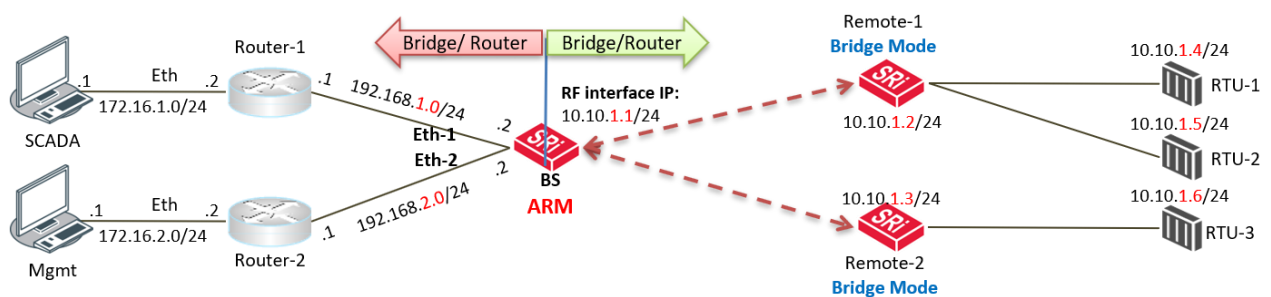 Bridge/ Router
Bridge/Router
Router-1
.1
Eth
.2
172.16.1.0/24
SCADA
.1
192.168.1.0/24
.2
Eth-1
Eth-2
.2
192.168.2.0/24
.1
.1
Eth
.2
172.16.2.0/24
Mgmt
Router-2
RF interface IP:
10.10.1.1/24
SRi
BS
ARM
Remote-1
Bridge Mode
SRi
10.10.1.2/24
10.10.1.3/24
SRi
Remote-2
Bridge Mode
10.10.1.4/24
RTU-1
10.10.1.5/24
RTU-2
10.10.1.6/24
RTU-3